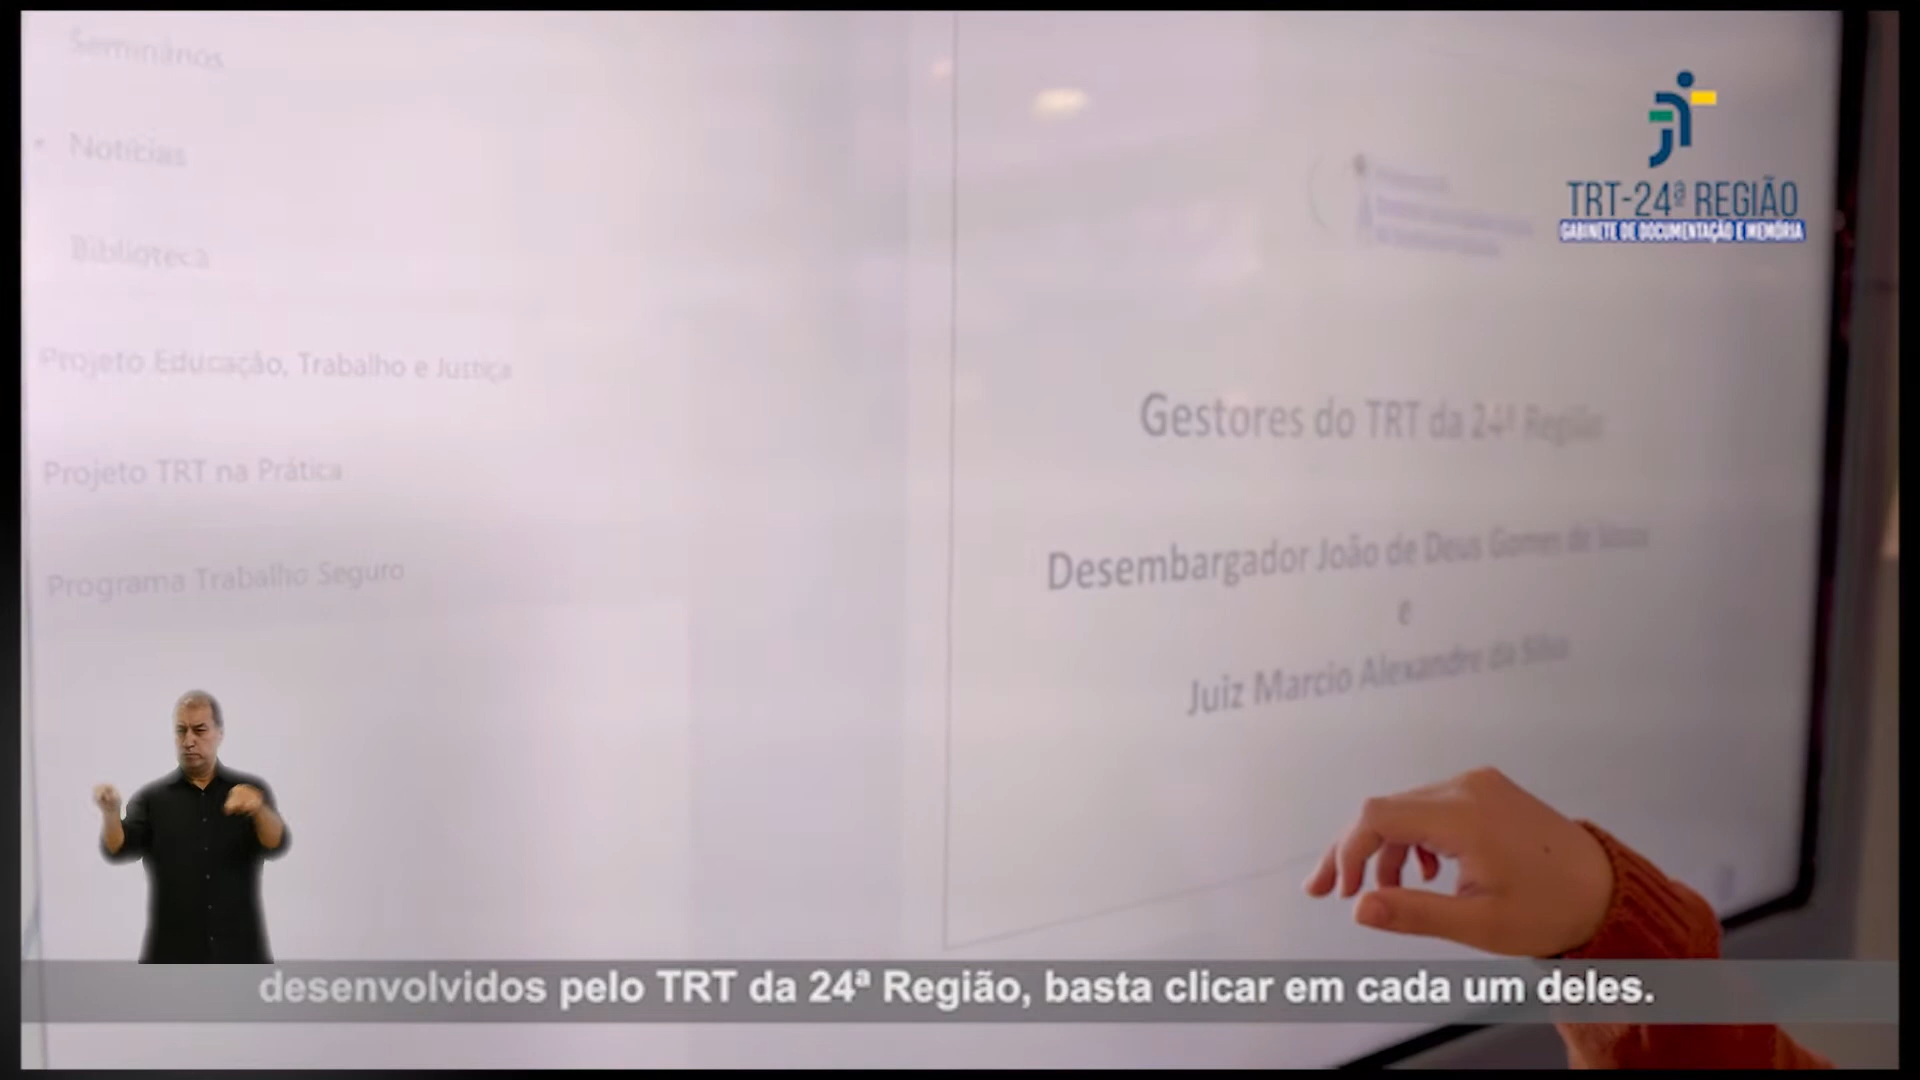 Seminários
Notícias
Biblioteca
Projeto Educação, Trabalho e Justiça
Projeto TRT na Prática
Programa Trabalho Seguro
TRT-24ª REGIÃO
GABINETE DE DOCUMENTAÇÃO E MEMÓRIA
Gestores do TRT da 24ª Região
Desembargador João de Deus Gomes de Souza
e
Juiz Marcio Alexandre da Silva
desenvolvidos pelo TRT da 24ª Região, basta clicar em cada um deles.